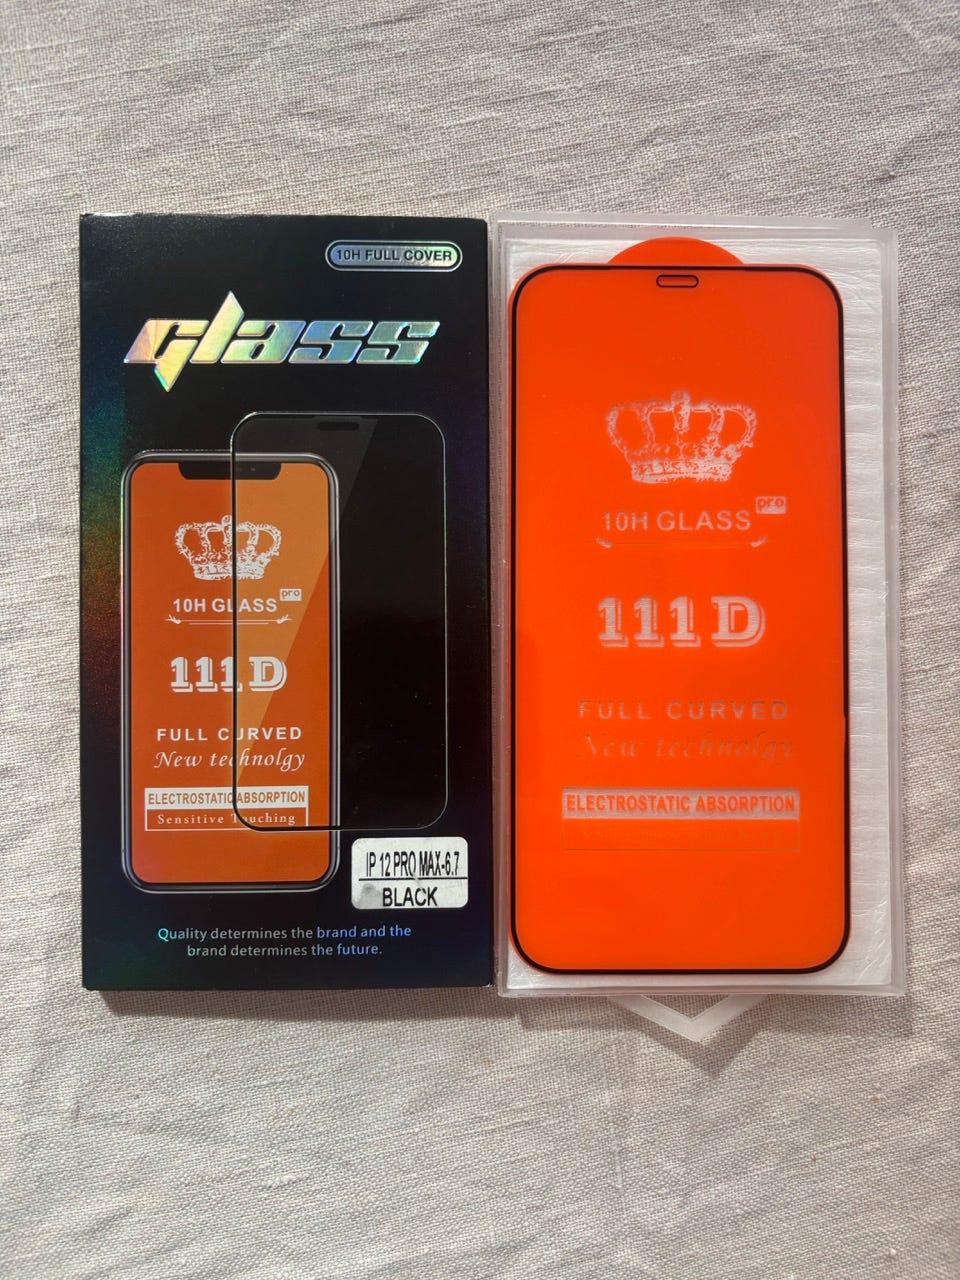 10H FULL COVER
glass
10H GLASS pro
111D
FULL CURVED
New technolgy
ELECTROSTATIC ABSORPTION
Sensitive Touching
IP 12 PRO MAX-6.7
BLACK
Quality determines the brand and the
brand determines the future.
10H GLASS pro
111D
FULL CURVED
New technolgy
ELECTROSTATIC ABSORPTION